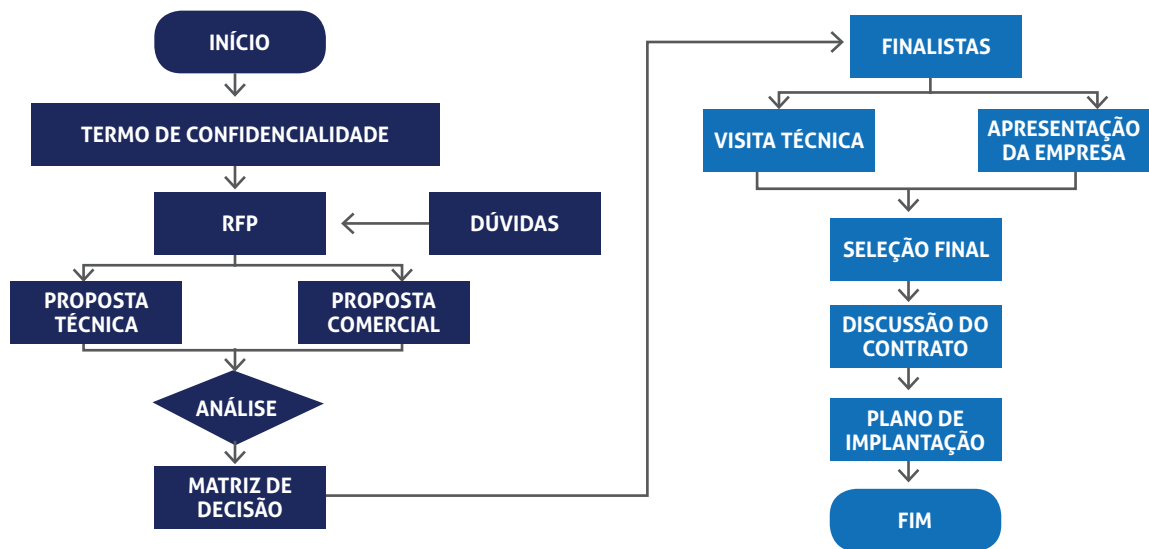 INÍCIO
TERMO DE CONFIDENCIALIDADE
RFP
DÚVIDAS
PROPOSTA
TÉCNICA
PROPOSTA
COMERCIAL
ANÁLISE
MATRIZ DE
DECISÃO
FINALISTAS
VISITA TÉCNICA
APRESENTAÇÃO
DA EMPRESA
SELEÇÃO FINAL
DISCUSSÃO DO
CONTRATO
PLANO DE
IMPLANTAÇÃO
FIM